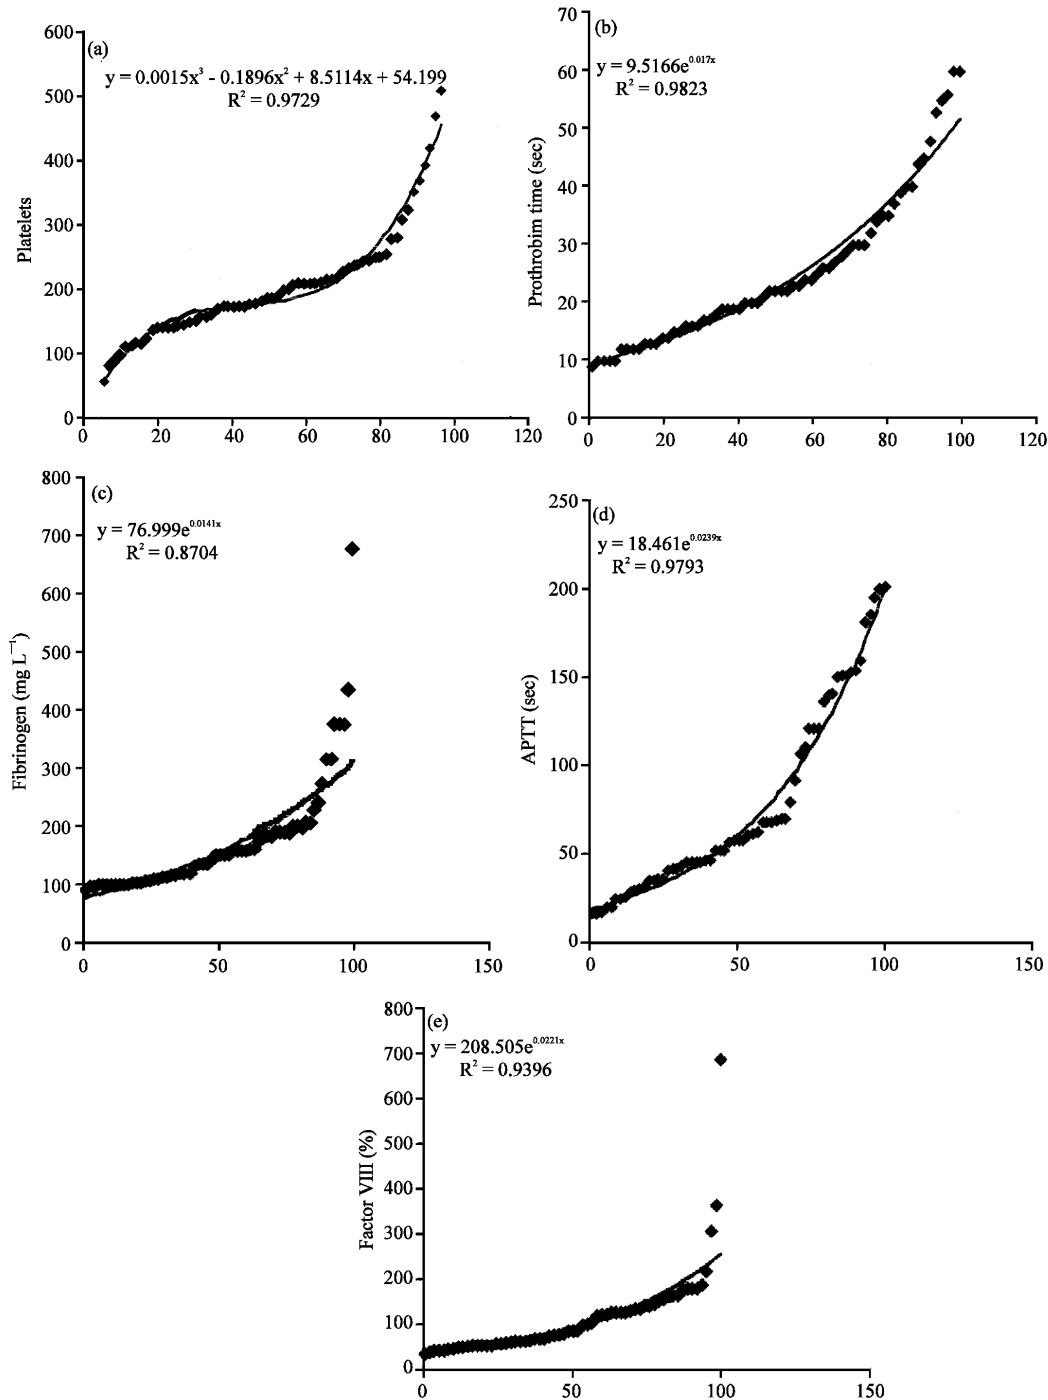 (a)
y = 0.0015x³ - 0.1896x² + 8.5114x + 54.199
R² = 0.9729
Platelets
600
500
400
300
200
100
0
0 20 40 60 80 100 120
(b)
y = 9.5166e^0.017x
R² = 0.9823
Prothrobim time (sec)
70
60
50
40
30
20
10
0
0 20 40 60 80 100 120
(c)
y = 76.999e^0.0141x
R² = 0.8704
Fibrinogen (mg L⁻¹)
800
700
600
500
400
300
200
100
0
0 50 100 150
(d)
y = 18.461e^0.0239x
R² = 0.9793
APTT (sec)
250
200
150
100
50
0
0 50 100 150
(e)
y = 208.505e^0.0221x
R² = 0.9396
Factor VIII (%)
800
700
600
500
400
300
200
100
0
0 50 100 150